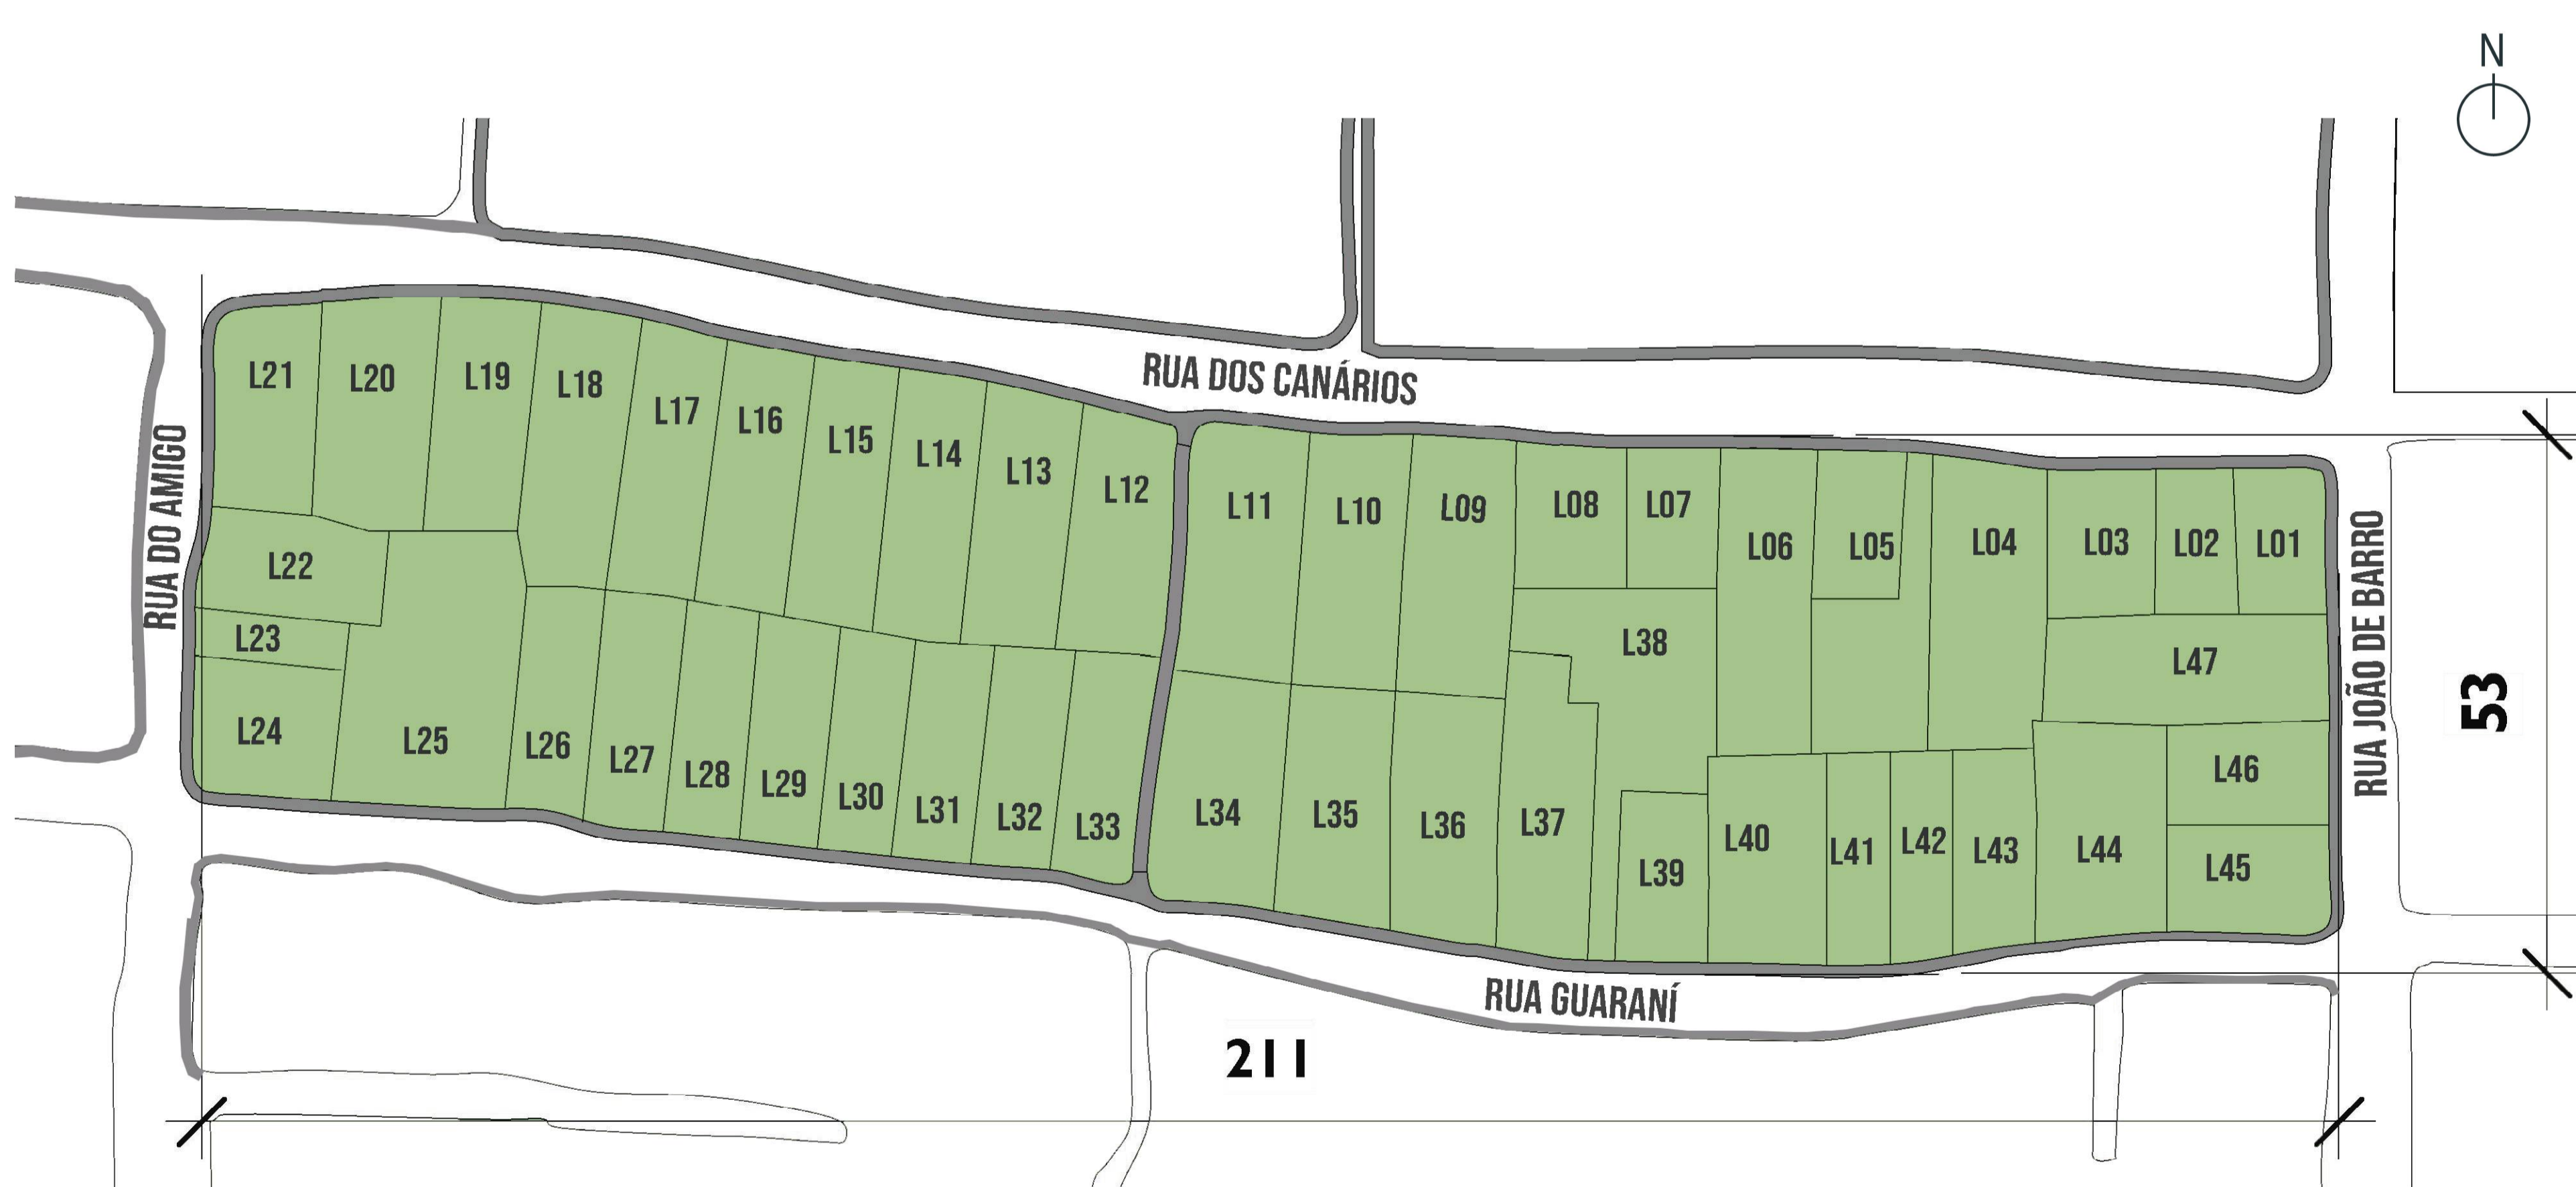 N
RUA DOS CANÁRIOS
L21
L20
L19
L18
L17
L16
L15
L14
L13
L12
L11
L10
L09
L08
L07
L06
L05
L04
L03
L02
L01
RUA DO AMIGO
L22
L23
L24
L25
L26
L27
L28
L29
L30
L31
L32
L33
L34
L35
L36
L37
L38
L39
L40
L41
L42
L43
L44
L45
L46
L47
RUA JOÃO DE BARRO
53
RUA GUARANÍ
211